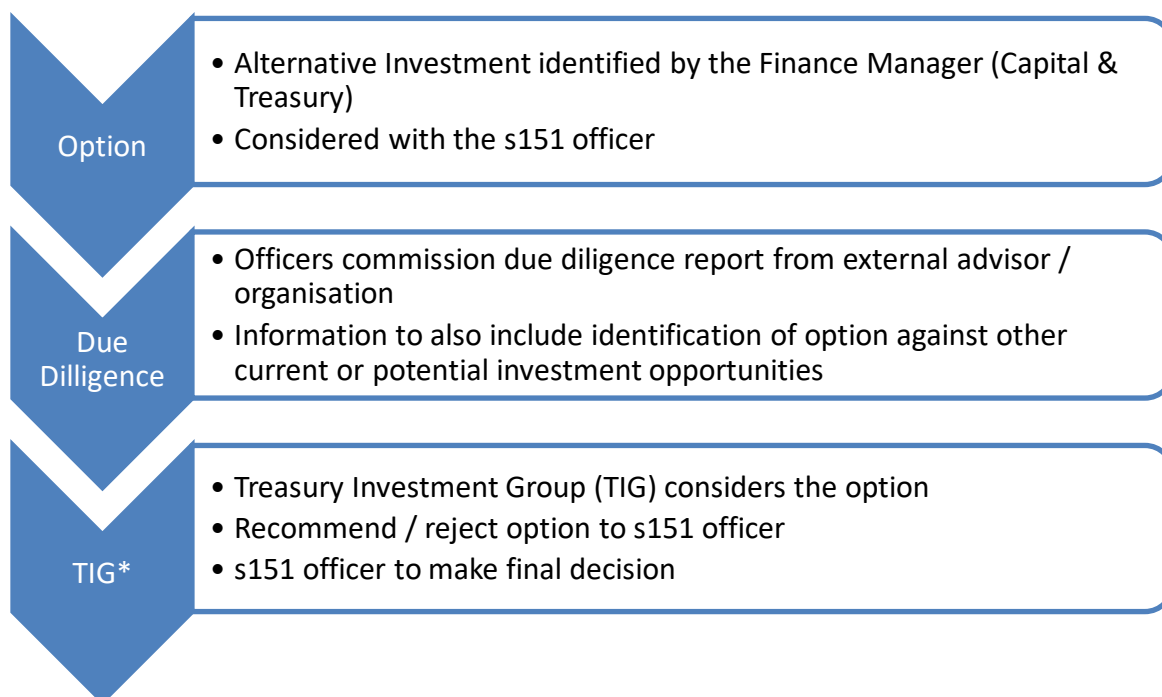 Option
• Alternative Investment identified by the Finance Manager (Capital &
Treasury)
• Considered with the s151 officer
Due
Dilligence
• Officers commission due diligence report from external advisor /
organisation
• Information to also include identification of option against other
current or potential investment opportunities
TIG*
• Treasury Investment Group (TIG) considers the option
• Recommend / reject option to s151 officer
• s151 officer to make final decision